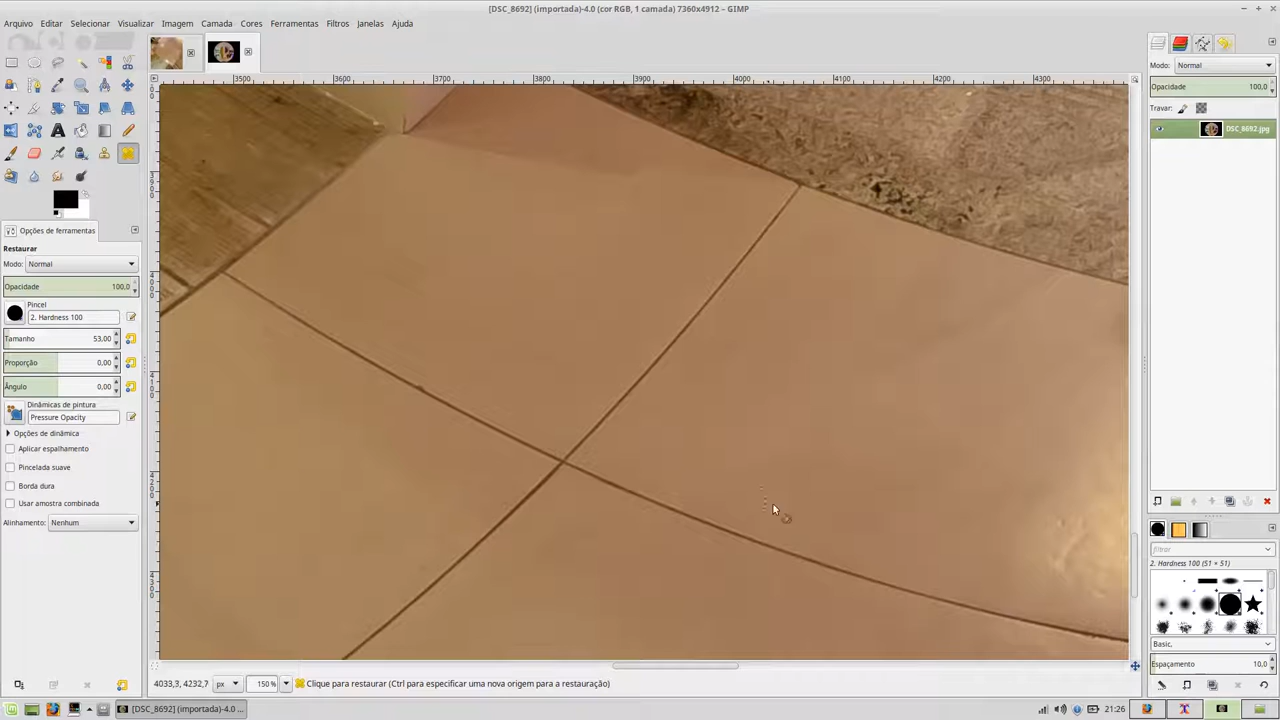 [DSC_8692] (importada)-4.0 (cor RGB, 1 camada) 7360x4912 – GIMP
Arquivo Editar Selecionar Visualizar Imagem Camada Cores Ferramentas Filtros Janelas Ajuda
3500 3600 3700 3800 3900 4000 4100 4200 4300
Modo: Normal
Opacidade 100,0
Travar:
DSC_8692.jpg
Opções de ferramentas
Restaurar
Modo: Normal
Opacidade 100,0
Pincel
2. Hardness 100
Tamanho 53,00
Proporção 0,00
Ângulo 0,00
Dinâmicas de pintura
Pressure Opacity
Opções de dinâmica
Aplicar espalhamento
Pincelada suave
Borda dura
Usar amostra combinada
Alinhamento: Nenhum
filtrar
2. Hardness 100 (51 × 51)
Basic,
Espaçamento 10,0
4033,3, 4232,7 px 150% Clique para restaurar (Ctrl para especificar uma nova origem para a restauração)
[DSC_8692] (importada)-4.0 ...
21:26